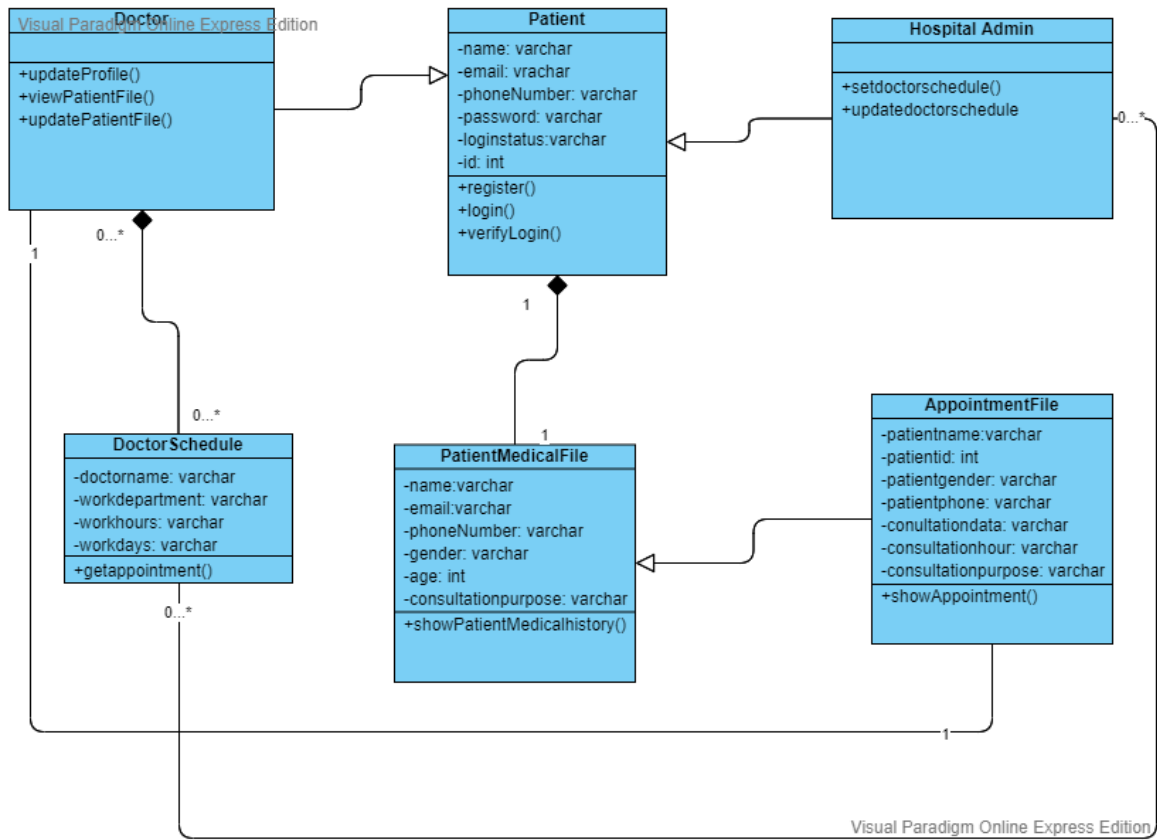 Visual Paradigm Online Express Edition
Doctor
+updateProfile()
+viewPatientFile()
+updatePatientFile()
Patient
-name: varchar
-email: vrachar
-phoneNumber: varchar
-password: varchar
-loginstatus:varchar
-id: int
+register()
+login()
+verifyLogin()
Hospital Admin
+setdoctorschedule()
+updatedoctorschedule
0...*
0...*
1
1
0...*
1
DoctorSchedule
-doctorname: varchar
-workdepartment: varchar
-workhours: varchar
-workdays: varchar
+getappointment()
0...*
PatientMedicalFile
-name:varchar
-email:varchar
-phoneNumber: varchar
-gender: varchar
-age: int
-consultationpurpose: varchar
+showPatientMedicalhistory()
AppointmentFile
-patientname:varchar
-patientid: int
-patientgender: varchar
-patientphone: varchar
-conultationdata: varchar
-consultationhour: varchar
-consultationpurpose: varchar
+showAppointment()
1
Visual Paradigm Online Express Edition